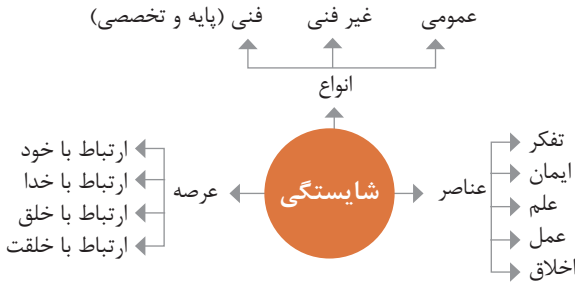 عمومی
غیر فنی
فنی (پایه و تخصصی)
انواع
شایستگی
عناصر
تفکر
ایمان
علم
عمل
اخلاق
عرصه
ارتباط با خود
ارتباط با خدا
ارتباط با خلق
ارتباط با خلقت